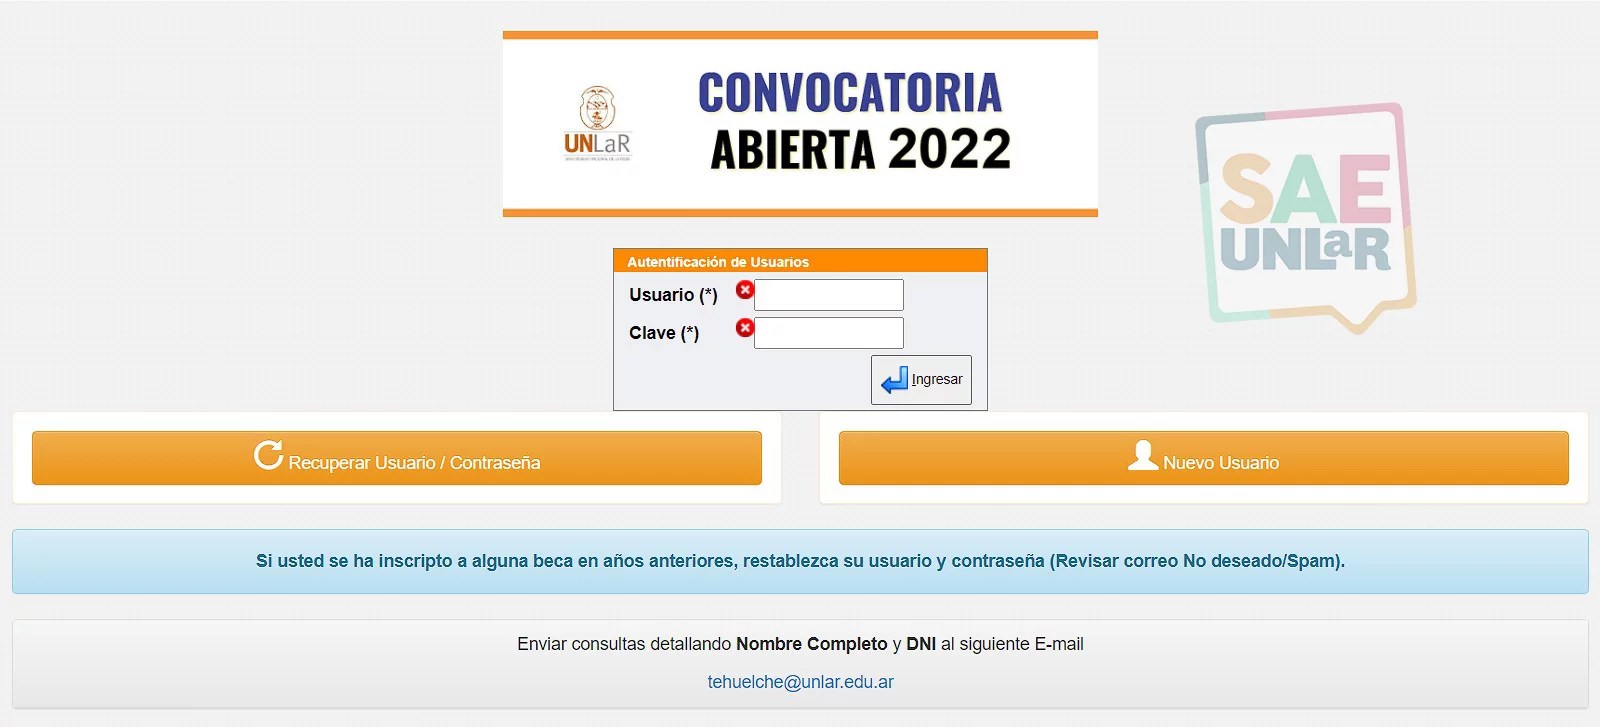 CONVOCATORIA
ABIERTA 2022
UNLaR
SAE
UNLaR
Autentificación de Usuarios
Usuario (*)
Clave (*)
Ingresar
Recuperar Usuario / Contraseña
Nuevo Usuario
Si usted se ha inscripto a alguna beca en años anteriores, restablezca su usuario y contraseña (Revisar correo No deseado/Spam).
Enviar consultas detallando Nombre Completo y DNI al siguiente E-mail
tehuelche@unlar.edu.ar